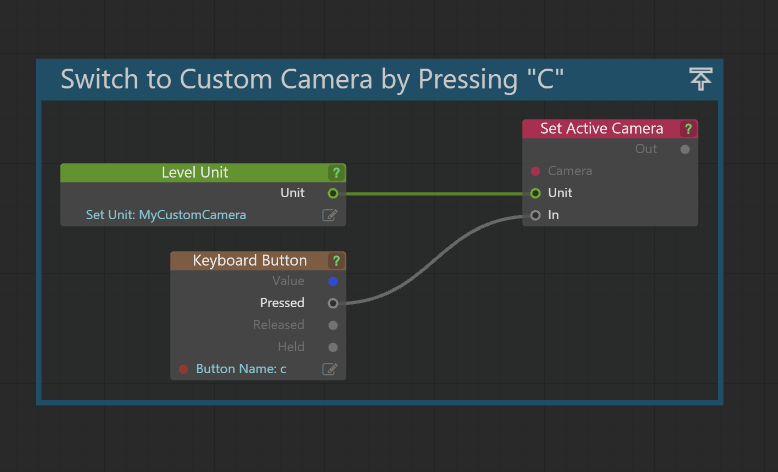 Switch to Custom Camera by Pressing "C"
Set Active Camera ?
Out
Camera
Unit
In
Level Unit ?
Unit
Set Unit: MyCustomCamera
Keyboard Button ?
Value
Pressed
Released
Held
Button Name: c